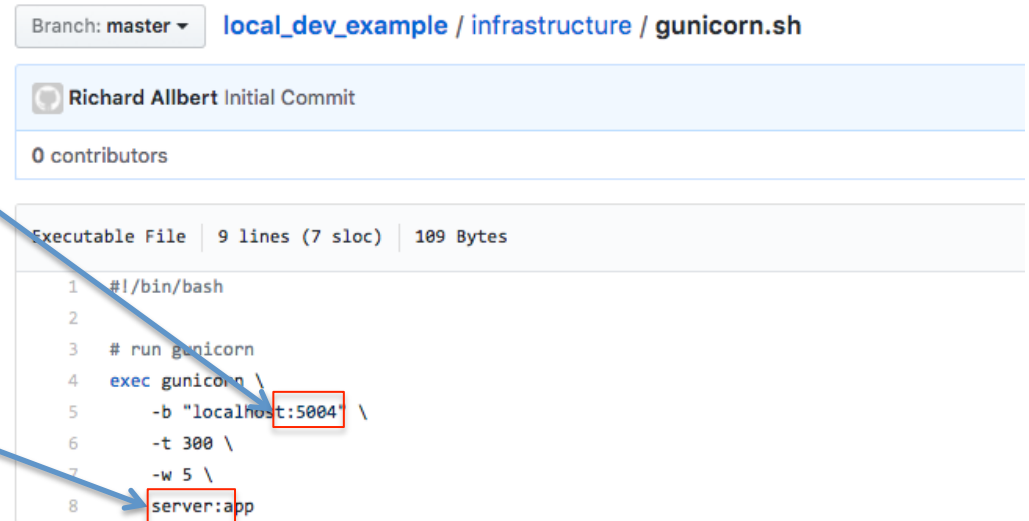 Branch: master local_dev_example / infrastructure / gunicorn.sh
Richard Allbert Initial Commit
0 contributors
Executable File 9 lines (7 sloc) 109 Bytes
1 #!/bin/bash
2
3 # run gunicorn
4 exec gunicorn \
5 -b "localhost:5004" \
6 -t 300 \
7 -w 5 \
8 server:app